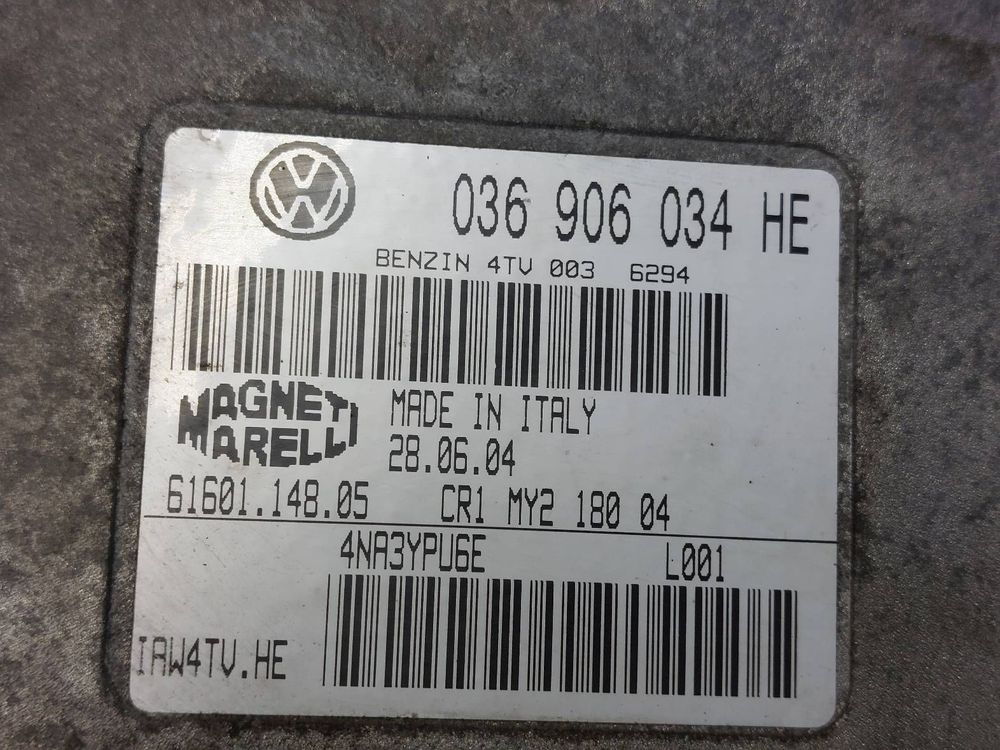 036 906 034 HE
BENZIN 4TV 003 6294
MAGNETI
MARELLI
MADE IN ITALY
28.06.04
61601.148.05 CR1 MY2 180 04
4NA3YPU6E L001
IAW4TV.HE